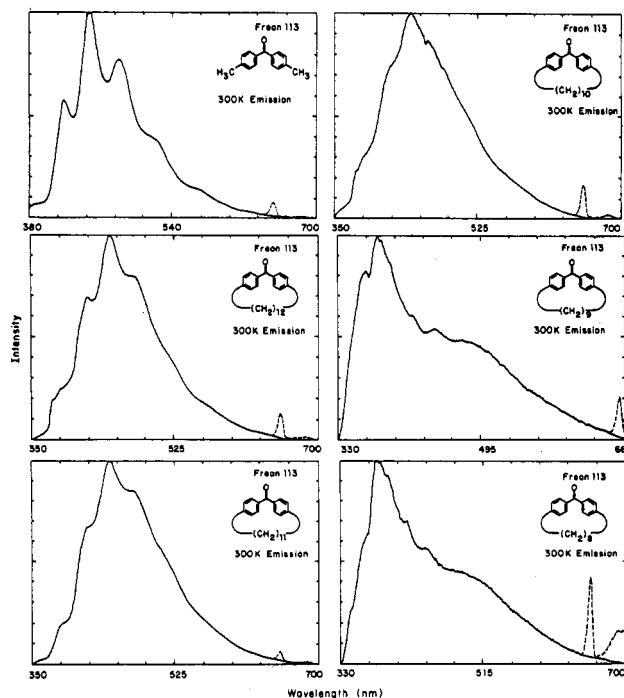 Freon 113
O
H₃C CH₃
300K Emission
380 540 700
Freon 113
O
(CH₂)₁₀
300K Emission
350 525 700
Freon 113
O
(CH₂)₁₂
300K Emission
350 525 700
Freon 113
O
(CH₂)₉
300K Emission
330 495 66
Freon 113
O
(CH₂)₁₁
300K Emission
350 525 700
Freon 113
O
(CH₂)₈
300K Emission
330 515 700
Intensity
Wavelength (nm)